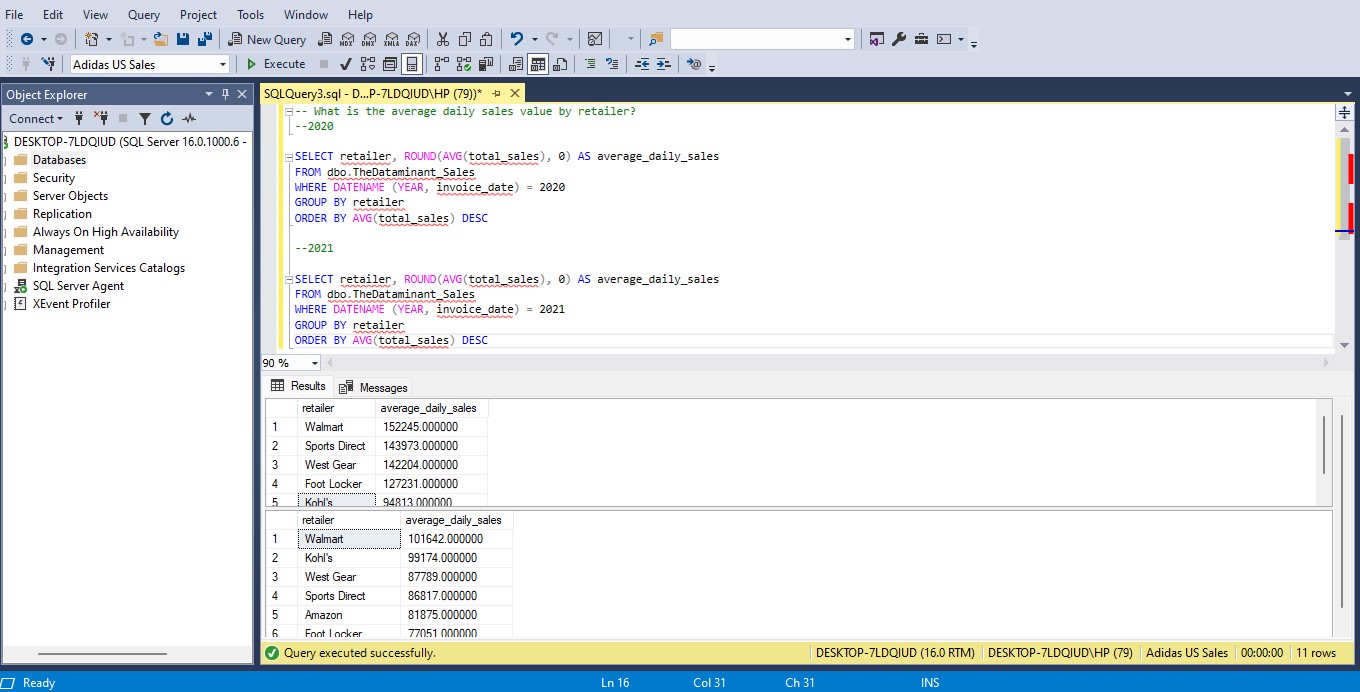 File Edit View Query Project Tools Window Help
New Query MDX DMX XMLA DAX
Adidas US Sales Execute
Object Explorer
SQLQuery3.sql - D...P-7LDQIUD\HP (79))*
Connect
DESKTOP-7LDQIUD (SQL Server 16.0.1000.6 -
Databases
Security
Server Objects
Replication
Always On High Availability
Management
Integration Services Catalogs
SQL Server Agent
XEvent Profiler
-- What is the average daily sales value by retailer?
--2020
SELECT retailer, ROUND(AVG(total_sales), 0) AS average_daily_sales
FROM dbo.TheDataminant_Sales
WHERE DATENAME (YEAR, invoice_date) = 2020
GROUP BY retailer
ORDER BY AVG(total_sales) DESC
--2021
SELECT retailer, ROUND(AVG(total_sales), 0) AS average_daily_sales
FROM dbo.TheDataminant_Sales
WHERE DATENAME (YEAR, invoice_date) = 2021
GROUP BY retailer
ORDER BY AVG(total_sales) DESC
90 %
Results Messages
retailer average_daily_sales
1 Walmart 152245.000000
2 Sports Direct 143973.000000
3 West Gear 142204.000000
4 Foot Locker 127231.000000
5 Kohl's 94813.000000
retailer average_daily_sales
1 Walmart 101642.000000
2 Kohl's 99174.000000
3 West Gear 87789.000000
4 Sports Direct 86817.000000
5 Amazon 81875.000000
6 Foot Locker 77051.000000
Query executed successfully. DESKTOP-7LDQIUD (16.0 RTM) DESKTOP-7LDQIUD\HP (79) Adidas US Sales 00:00:00 11 rows
Ready Ln 16 Col 31 Ch 31 INS